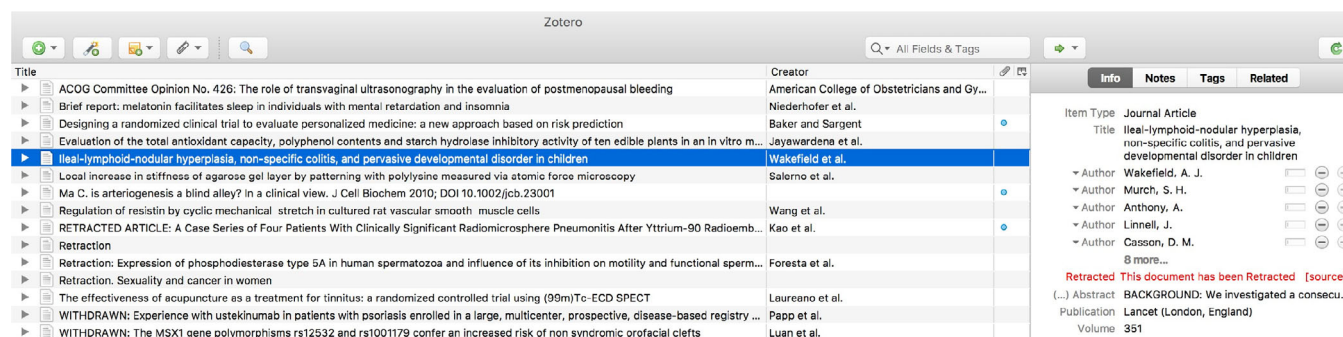 Zotero
All Fields & Tags
Title Creator
ACOG Committee Opinion No. 426: The role of transvaginal ultrasonography in the evaluation of postmenopausal bleeding American College of Obstetricians and Gy...
Brief report: melatonin facilitates sleep in individuals with mental retardation and insomnia Niederhofer et al.
Designing a randomized clinical trial to evaluate personalized medicine: a new approach based on risk prediction Baker and Sargent
Evaluation of the total antioxidant capacity, polyphenol contents and starch hydrolase inhibitory activity of ten edible plants in an in vitro m... Jayawardena et al.
Ileal-lymphoid-nodular hyperplasia, non-specific colitis, and pervasive developmental disorder in children Wakefield et al.
Local increase in stiffness of agarose gel layer by patterning with polylysine measured via atomic force microscopy Salerno et al.
Ma C. is arteriogenesis a blind alley? In a clinical view. J Cell Biochem 2010; DOI 10.1002/jcb.23001
Regulation of resistin by cyclic mechanical stretch in cultured rat vascular smooth muscle cells Wang et al.
RETRACTED ARTICLE: A Case Series of Four Patients With Clinically Significant Radiomicrosphere Pneumonitis After Yttrium-90 Radioemb... Kao et al.
Retraction
Retraction: Expression of phosphodiesterase type 5A in human spermatozoa and influence of its inhibition on motility and functional sperm... Foresta et al.
Retraction. Sexuality and cancer in women
The effectiveness of acupuncture as a treatment for tinnitus: a randomized controlled trial using (99m)Tc-ECD SPECT Laureano et al.
WITHDRAWN: Experience with ustekinumab in patients with psoriasis enrolled in a large, multicenter, prospective, disease-based registry ... Papp et al.
WITHDRAWN: The MSX1 gene polymorphisms rs12532 and rs1001179 confer an increased risk of non syndromic orofacial clefts Luan et al.
Info Notes Tags Related
Item Type Journal Article
Title Ileal-lymphoid-nodular hyperplasia,
non-specific colitis, and pervasive
developmental disorder in children
Author Wakefield, A. J.
Author Murch, S. H.
Author Anthony, A.
Author Linnell, J.
Author Casson, D. M.
8 more...
Retracted This document has been Retracted [source
(...) Abstract BACKGROUND: We investigated a consecu.
Publication Lancet (London, England)
Volume 351